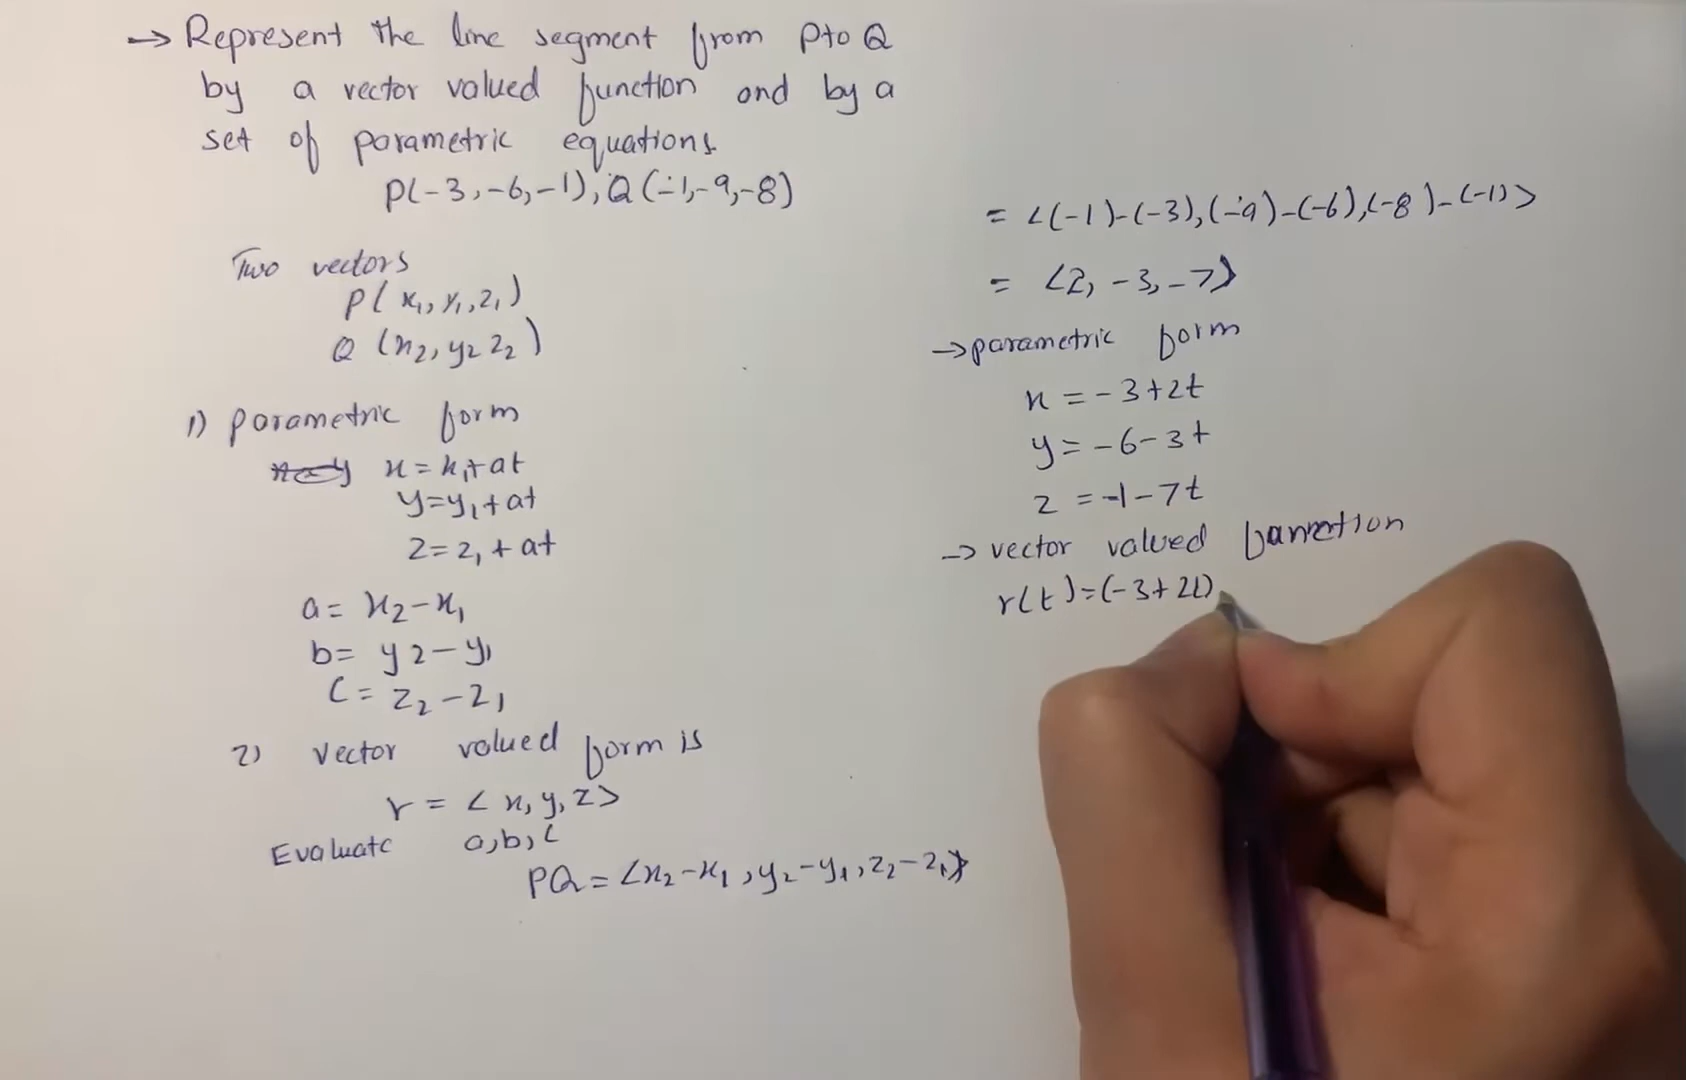 → Represent the line segment from P to Q
by a vector valued function and by a
set of parametric equations.
P(-3,-6,-1), Q(-1,-9,-8)
Two vectors
P(x₁, y₁, z₁)
Q (x₂, y₂ z₂)
1) parametric form
x = x₁+at
y=y₁+at
z=z₁+at
a= x₂-x₁
b= y2-y₁
C= z₂-z₁
2) Vector valued form is
r = <x, y, z>
Evaluate a,b,c
PQ = <x₂-x₁, y₂-y₁, z₂-z₁>
= <(-1)-(-3), (-9)-(-6), (-8)-(-1)>
= <2, -3, -7>
→ parametric form
x = -3+2t
y = -6-3t
z = -1-7t
→ vector valued
r(t)=(-3+2t)